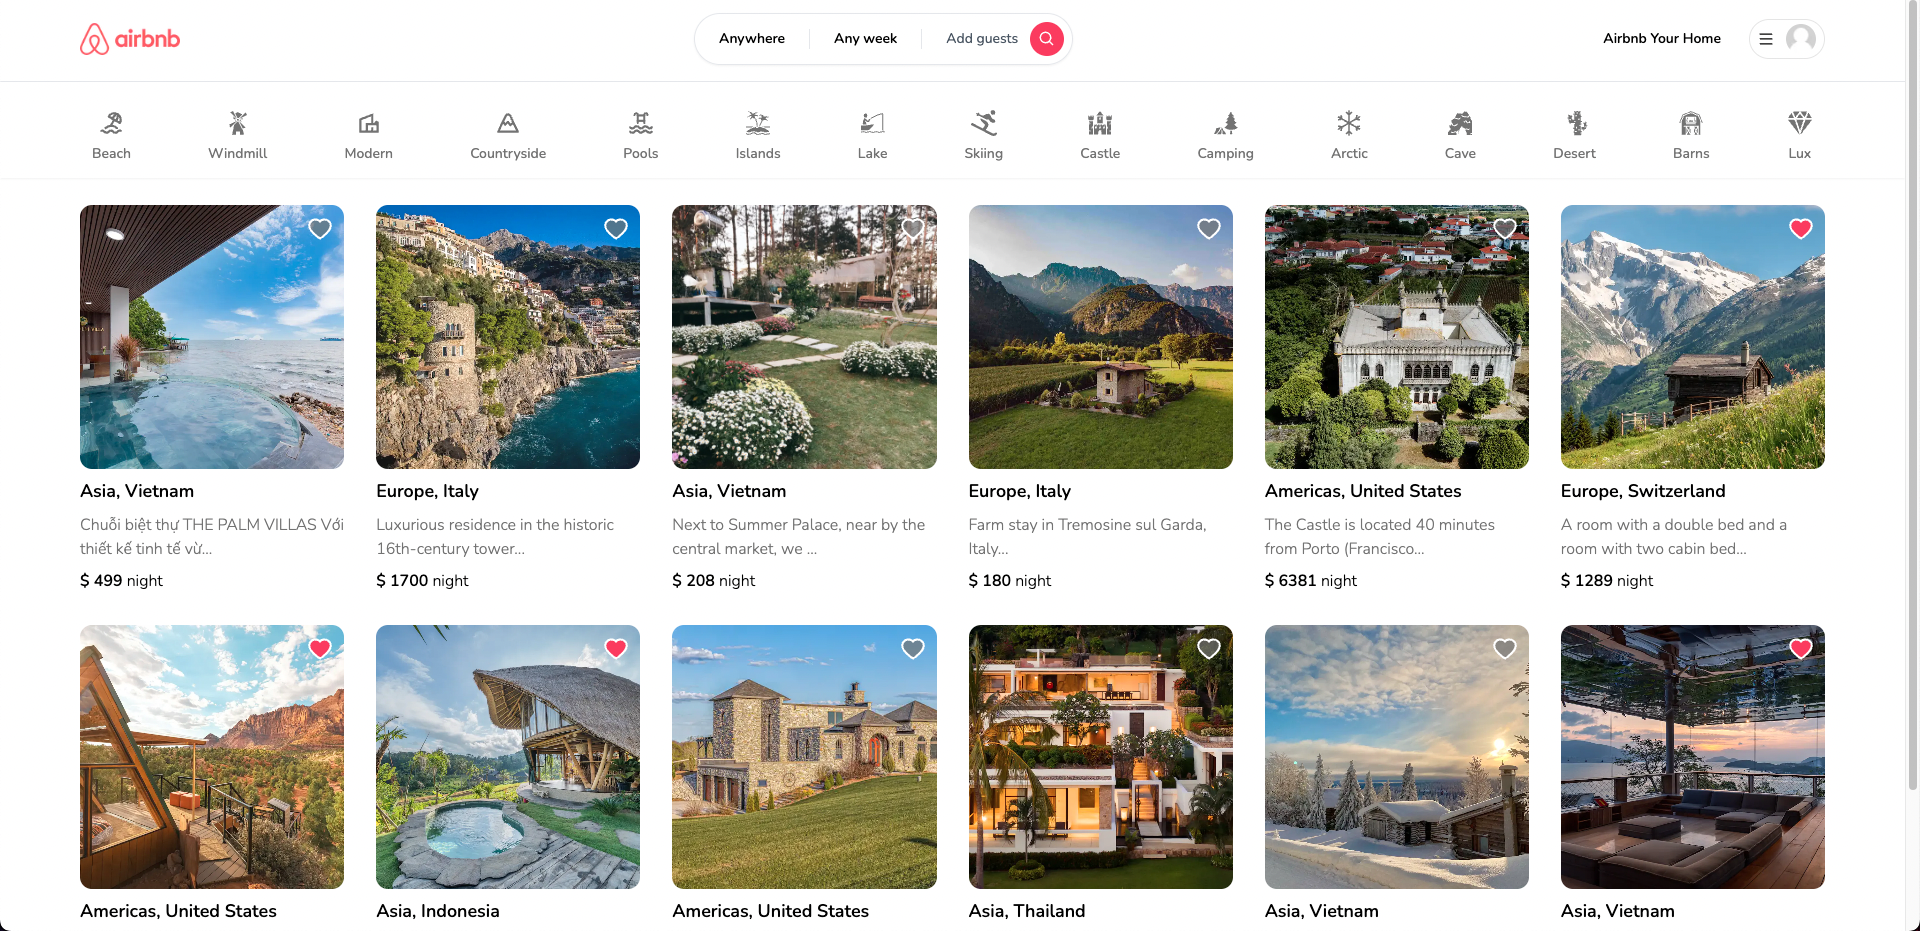 airbnb
Anywhere
Any week
Add guests
Airbnb Your Home
Beach
Windmill
Modern
Countryside
Pools
Islands
Lake
Skiing
Castle
Camping
Arctic
Cave
Desert
Barns
Lux
Asia, Vietnam
Chuỗi biệt thự THE PALM VILLAS Với
thiết kế tinh tế vừ...
$ 499 night
Europe, Italy
Luxurious residence in the historic
16th-century tower...
$ 1700 night
Asia, Vietnam
Next to Summer Palace, near by the
central market, we ...
$ 208 night
Europe, Italy
Farm stay in Tremosine sul Garda,
Italy...
$ 180 night
Americas, United States
The Castle is located 40 minutes
from Porto (Francisco...
$ 6381 night
Europe, Switzerland
A room with a double bed and a
room with two cabin bed...
$ 1289 night
Americas, United States
Asia, Indonesia
Americas, United States
Asia, Thailand
Asia, Vietnam
Asia, Vietnam